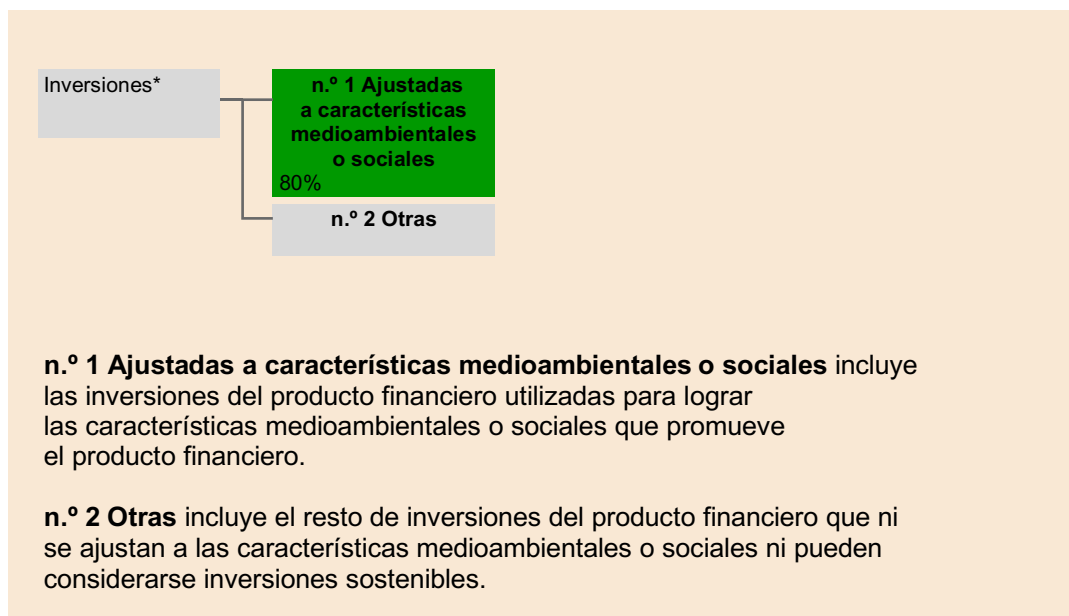 Inversiones*
n.º 1 Ajustadas
a características
medioambientales
o sociales
80%
n.º 2 Otras
n.º 1 Ajustadas a características medioambientales o sociales incluye
las inversiones del producto financiero utilizadas para lograr
las características medioambientales o sociales que promueve
el producto financiero.
n.º 2 Otras incluye el resto de inversiones del producto financiero que ni
se ajustan a las características medioambientales o sociales ni pueden
considerarse inversiones sostenibles.